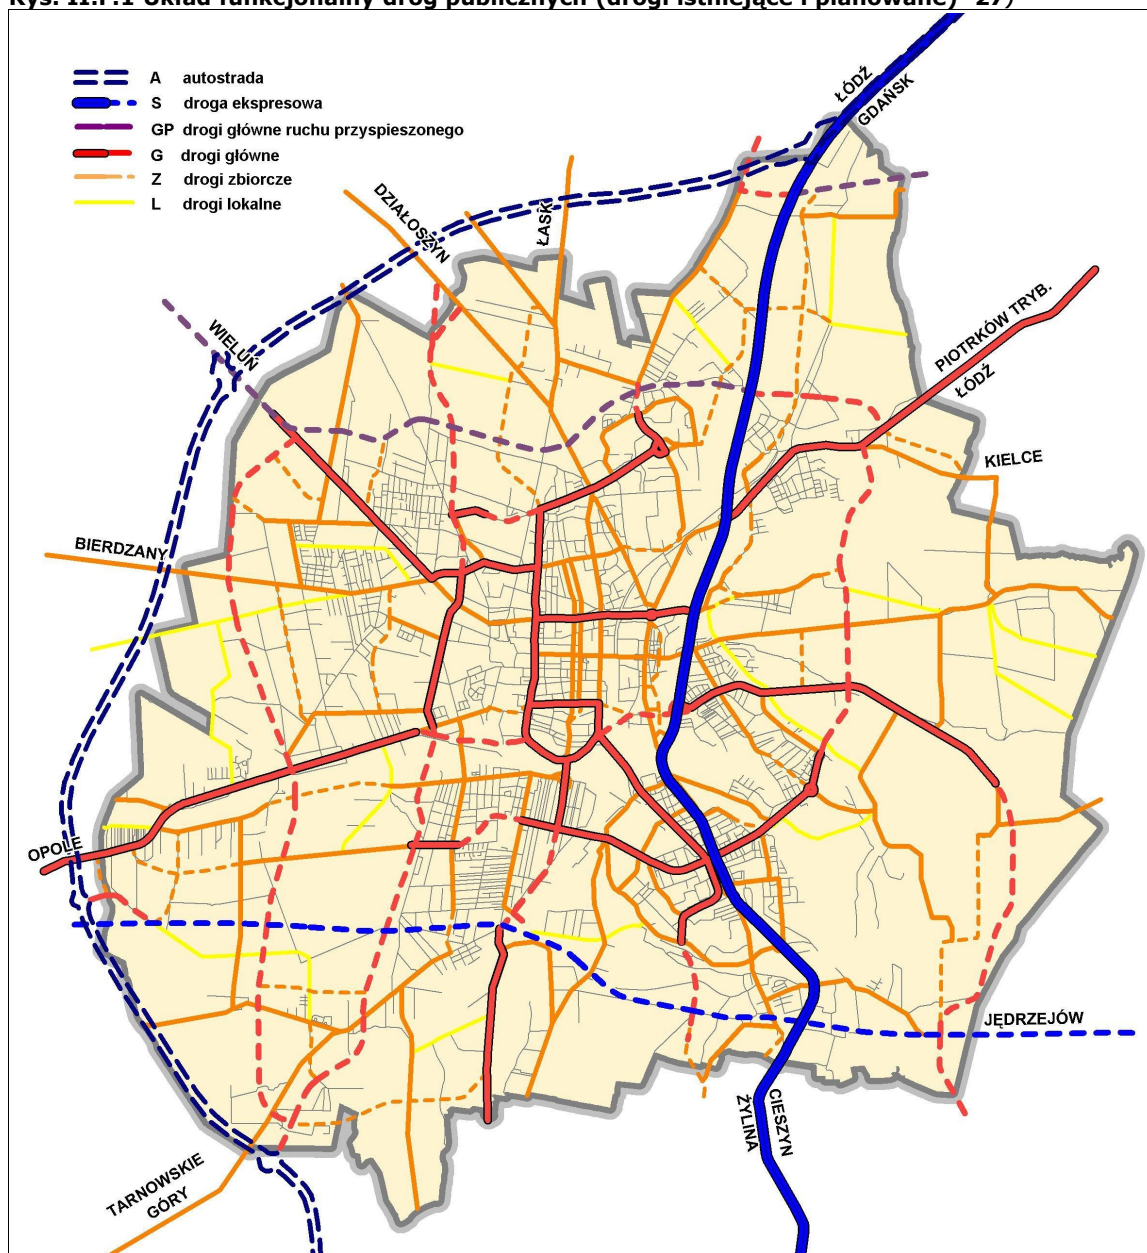 Rys. II.I .1 Układ funkcjonalny dróg publicznych (drogi istniejące i planowane) 27)
A autostrada
S droga ekspresowa
GP drogi główne ruchu przyspieszonego
G drogi główne
Z drogi zbiorcze
L drogi lokalne
ŁÓDŹ
GDAŃSK
DZIAŁOSZYN
ŁASK
WIELUŃ
PIOTRKÓW TRYB.
ŁÓDŹ
KIELCE
BIERDZANY
OPOLE
JĘDRZEJÓW
CIESZYN
ŻYLINA
TARNOWSKIE
GÓRY